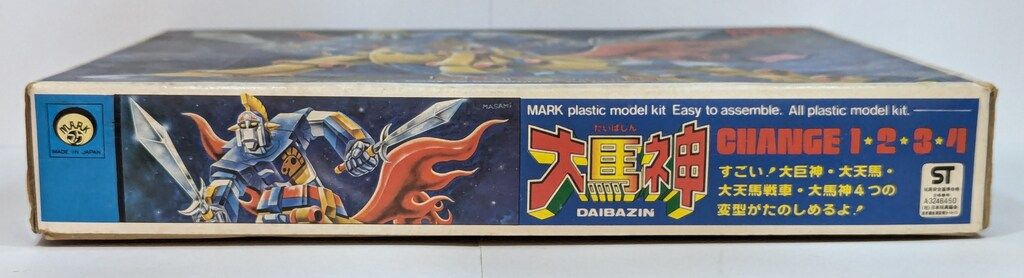 MARK
MADE IN JAPAN
MASAMI
MARK plastic model kit Easy to assemble. All plastic model kit.
だいばしん
大馬神
DAIBAZIN
CHANGE 1★2★3★4
すごい!大巨神・大天馬・
大天馬戦車・大馬神4つの
変型がたのしめるよ!
ST
A3246450